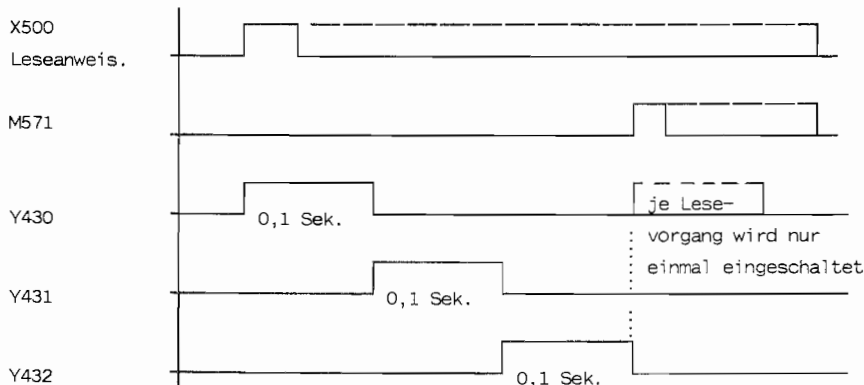 X500
Leseanweis.
M571
Y430
0,1 Sek.
je Lese-
vorgang wird nur
einmal eingeschaltet
Y431
0,1 Sek.
Y432
0,1 Sek.